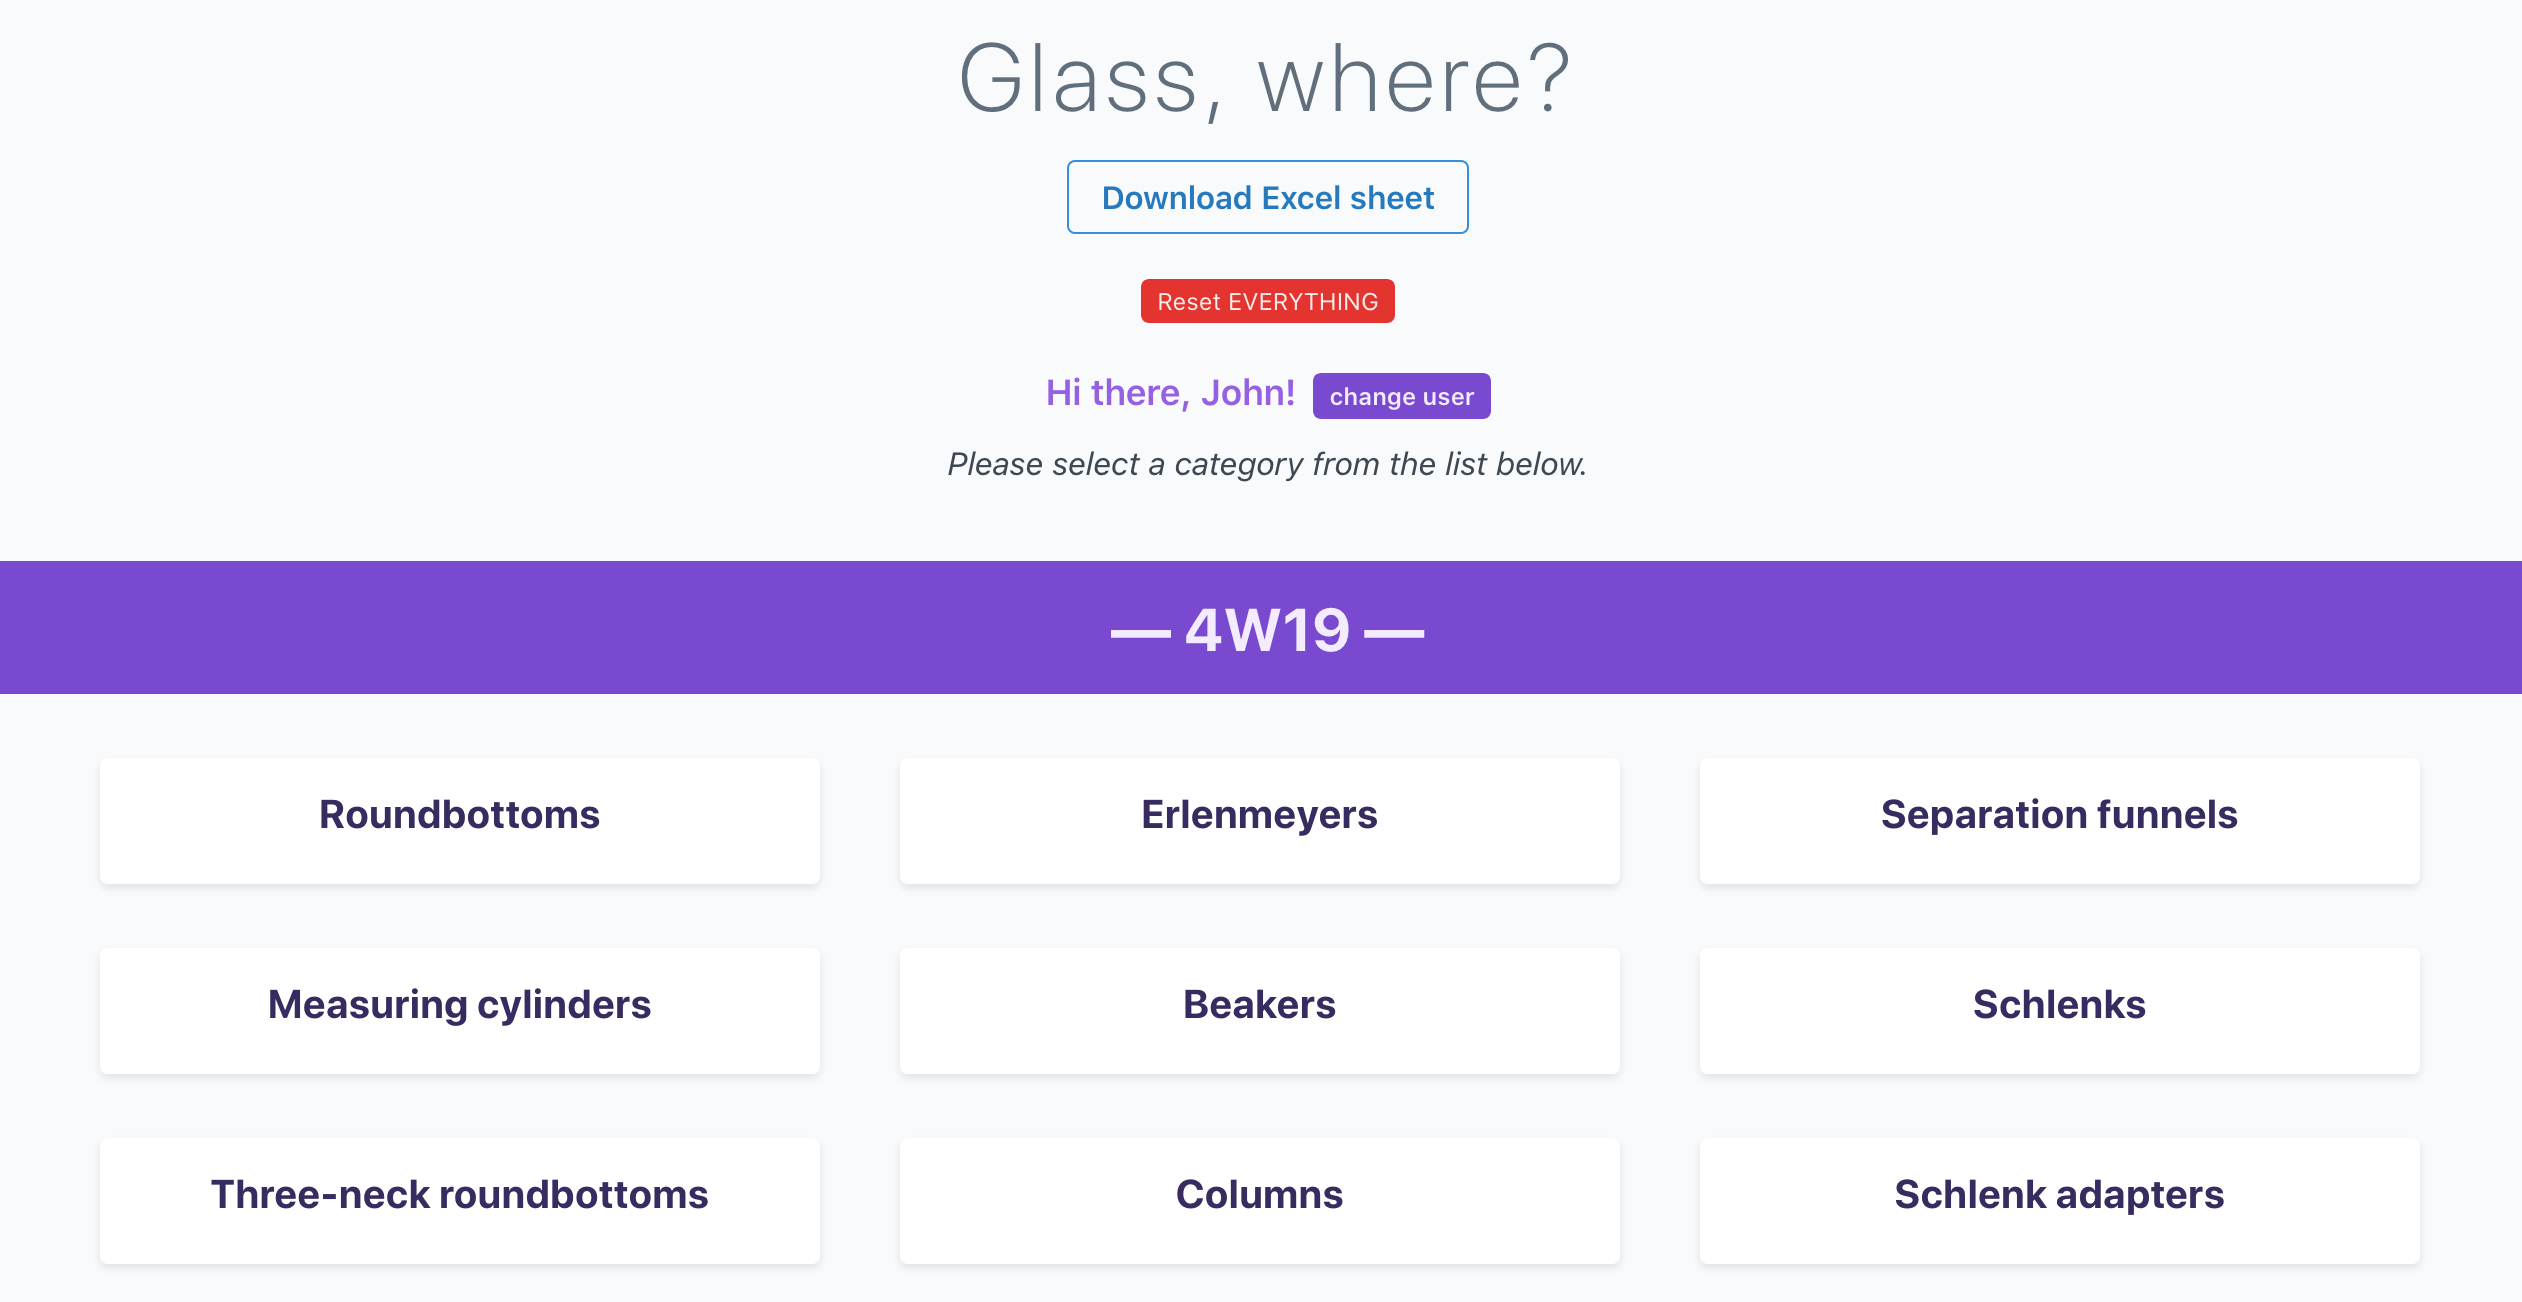 Glass, where?
Download Excel sheet
Reset EVERYTHING
Hi there, John! change user
Please select a category from the list below.
— 4W19 —
Roundbottoms
Erlenmeyers
Separation funnels
Measuring cylinders
Beakers
Schlenks
Three-neck roundbottoms
Columns
Schlenk adapters